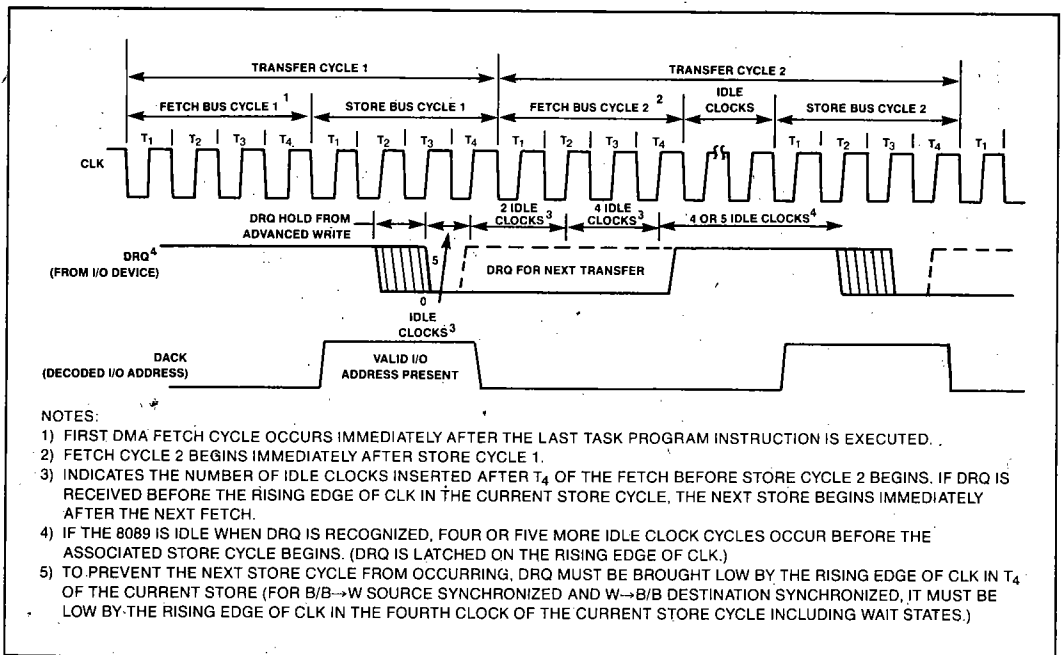 TRANSFER CYCLE 1 TRANSFER CYCLE 2
FETCH BUS CYCLE 1 1 STORE BUS CYCLE 1 FETCH BUS CYCLE 2 2 IDLE CLOCKS STORE BUS CYCLE 2
T1 T2 T3 T4 T1 T2 T3 T4 T1 T2 T3 T4 T1 T2 T3 T4 T1
CLK
DRQ HOLD FROM ADVANCED WRITE
2 IDLE CLOCKS3
4 IDLE CLOCKS3
4 OR 5 IDLE CLOCKS4
DRQ4
(FROM I/O DEVICE)
5
DRQ FOR NEXT TRANSFER
0
IDLE
CLOCKS3
DACK
(DECODED I/O ADDRESS)
VALID I/O
ADDRESS PRESENT
NOTES:
1) FIRST DMA FETCH CYCLE OCCURS IMMEDIATELY AFTER THE LAST TASK PROGRAM INSTRUCTION IS EXECUTED.
2) FETCH CYCLE 2 BEGINS IMMEDIATELY AFTER STORE CYCLE 1.
3) INDICATES THE NUMBER OF IDLE CLOCKS INSERTED AFTER T4 OF THE FETCH BEFORE STORE CYCLE 2 BEGINS. IF DRQ IS
RECEIVED BEFORE THE RISING EDGE OF CLK IN THE CURRENT STORE CYCLE, THE NEXT STORE BEGINS IMMEDIATELY
AFTER THE NEXT FETCH.
4) IF THE 8089 IS IDLE WHEN DRQ IS RECOGNIZED, FOUR OR FIVE MORE IDLE CLOCK CYCLES OCCUR BEFORE THE
ASSOCIATED STORE CYCLE BEGINS. (DRQ IS LATCHED ON THE RISING EDGE OF CLK.)
5) TO PREVENT THE NEXT STORE CYCLE FROM OCCURRING, DRQ MUST BE BROUGHT LOW BY THE RISING EDGE OF CLK IN T4
OF THE CURRENT STORE (FOR B/B→W SOURCE SYNCHRONIZED AND W→B/B DESTINATION SYNCHRONIZED, IT MUST BE
LOW BY THE RISING EDGE OF CLK IN THE FOURTH CLOCK OF THE CURRENT STORE CYCLE INCLUDING WAIT STATES.)